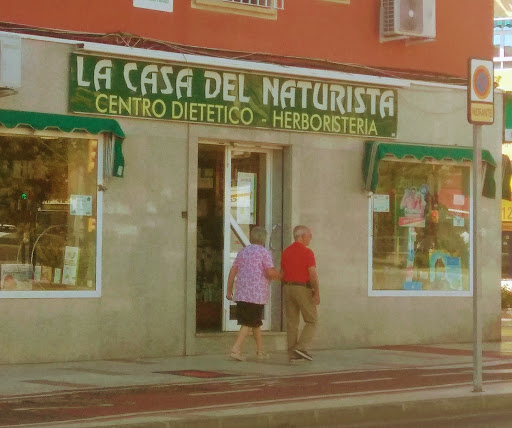 LA CASA DEL NATURISTA
CENTRO DIETETICO - HERBORISTERIA